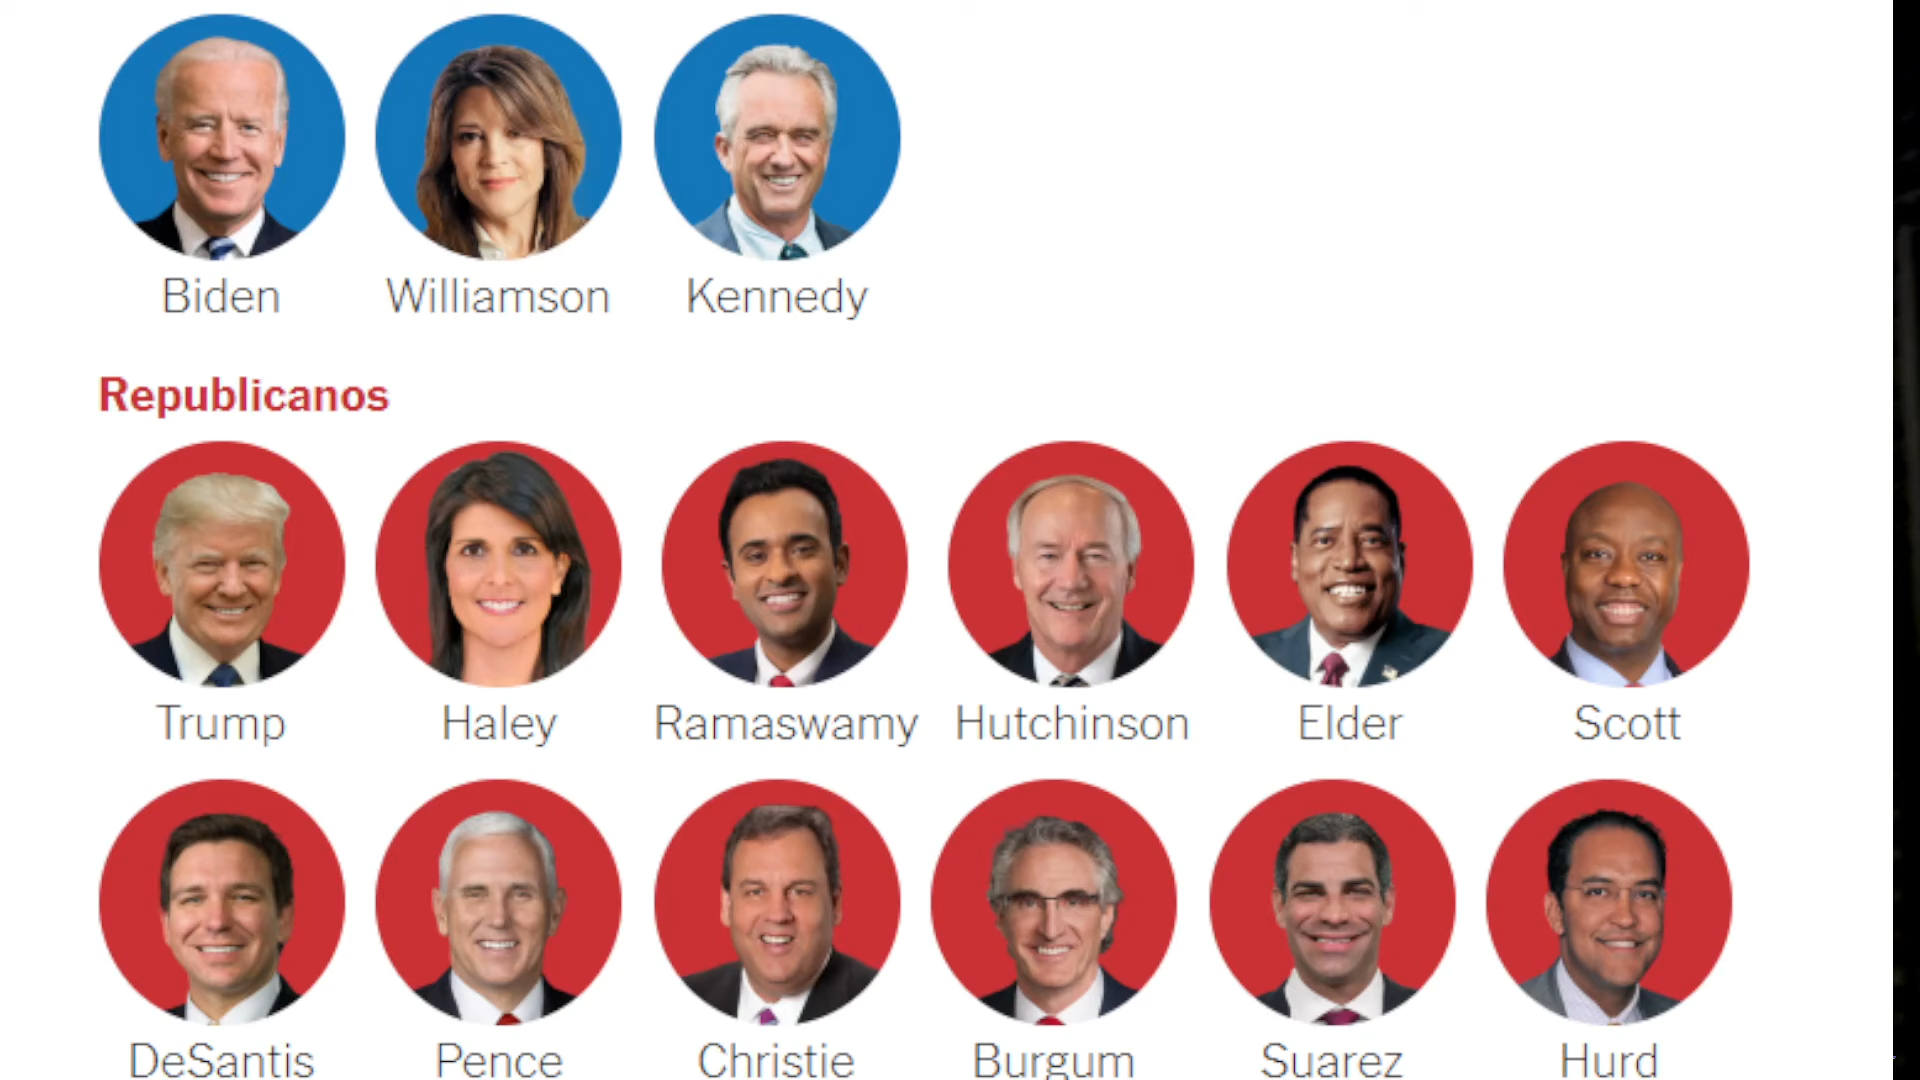 Biden Williamson Kennedy
Republicanos
Trump Haley Ramaswamy Hutchinson Elder Scott
DeSantis Pence Christie Burgum Suarez Hurd